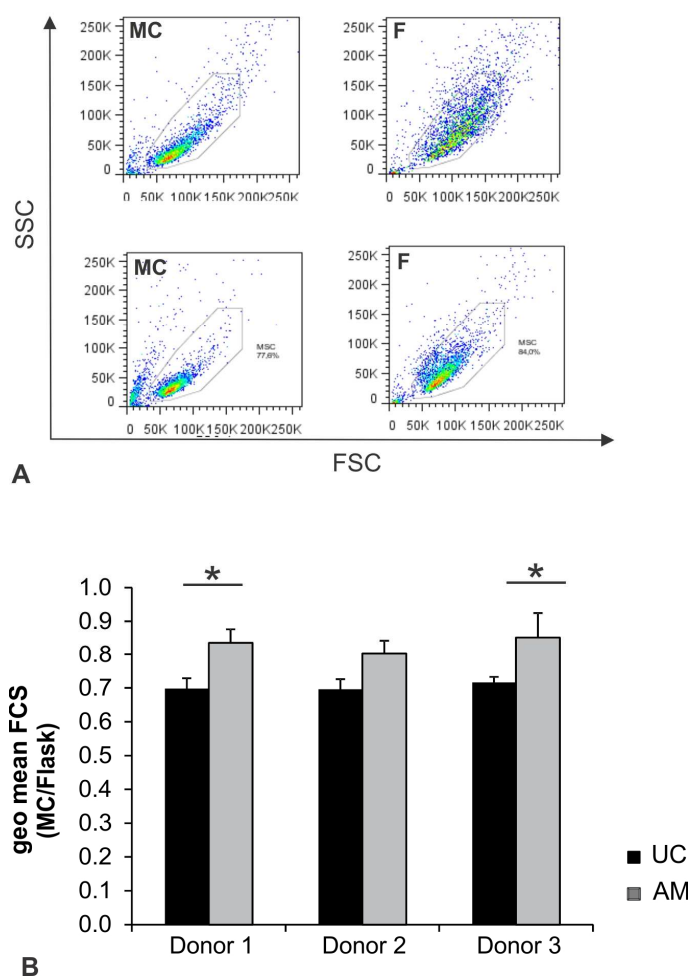 MC
250K
200K
150K
100K
50K
0
0 50K 100K 150K 200K 250K
F
250K
200K
150K
100K
50K
0
0 50K 100K 150K 200K 250K
SSC
MC
250K
200K
150K
100K
50K
0
MSC
77,6%
0 50K 100K 150K 200K 250K
F
250K
200K
150K
100K
50K
0
MSC
84,0%
0 50K 100K 150K 200K 250K
FSC
A
geo mean FCS
(MC/Flask)
1.0
0.9
0.8
0.7
0.6
0.5
0.4
0.3
0.2
0.1
0.0
*
*
Donor 1 Donor 2 Donor 3
UC
AM
B